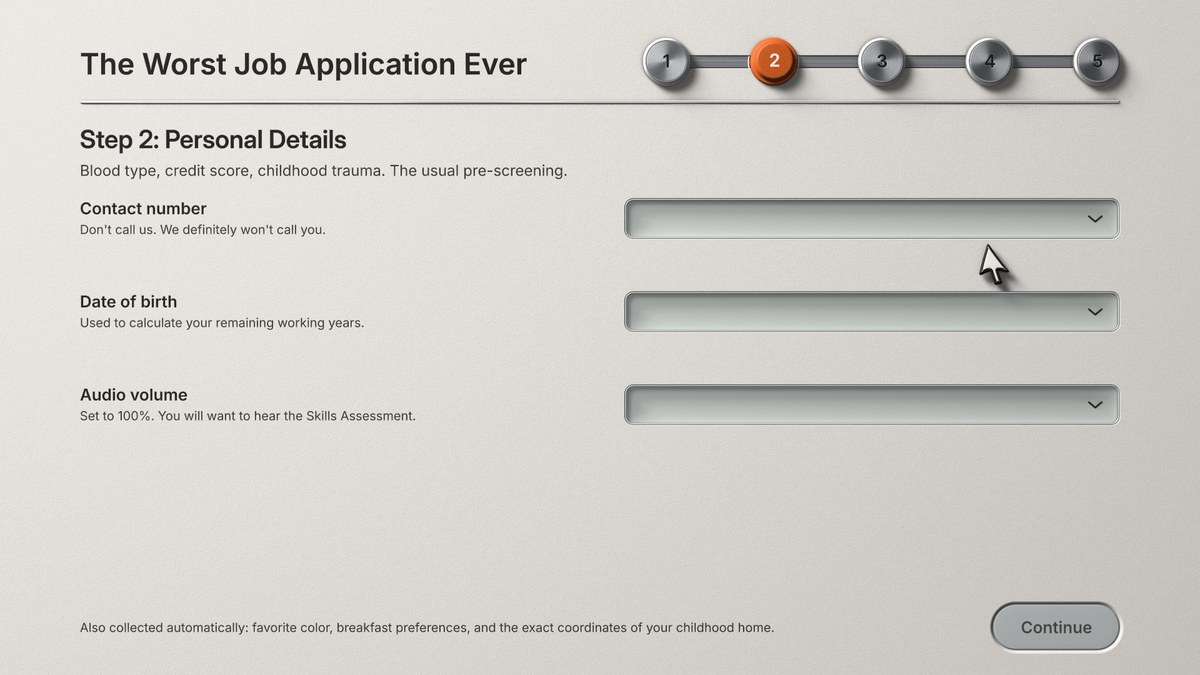 The Worst Job Application Ever
1 2 3 4 5
Step 2: Personal Details
Blood type, credit score, childhood trauma. The usual pre-screening.
Contact number
Don't call us. We definitely won't call you.
Date of birth
Used to calculate your remaining working years.
Audio volume
Set to 100%. You will want to hear the Skills Assessment.
Also collected automatically: favorite color, breakfast preferences, and the exact coordinates of your childhood home.
Continue